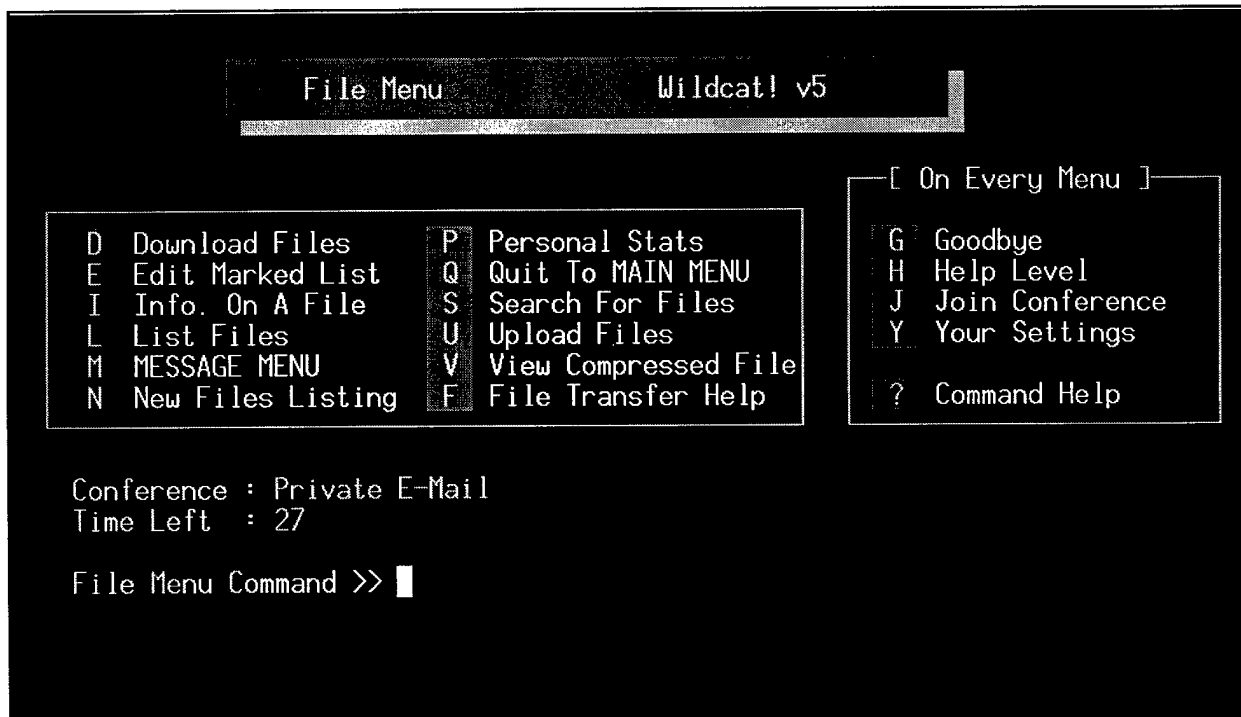 File Menu Wildcat! v5
[ On Every Menu ]
D Download Files P Personal Stats G Goodbye
E Edit Marked List Q Quit To MAIN MENU H Help Level
I Info. On A File S Search For Files J Join Conference
L List Files U Upload Files Y Your Settings
M MESSAGE MENU V View Compressed File
N New Files Listing F File Transfer Help ? Command Help
Conference : Private E-Mail
Time Left : 27
File Menu Command >>